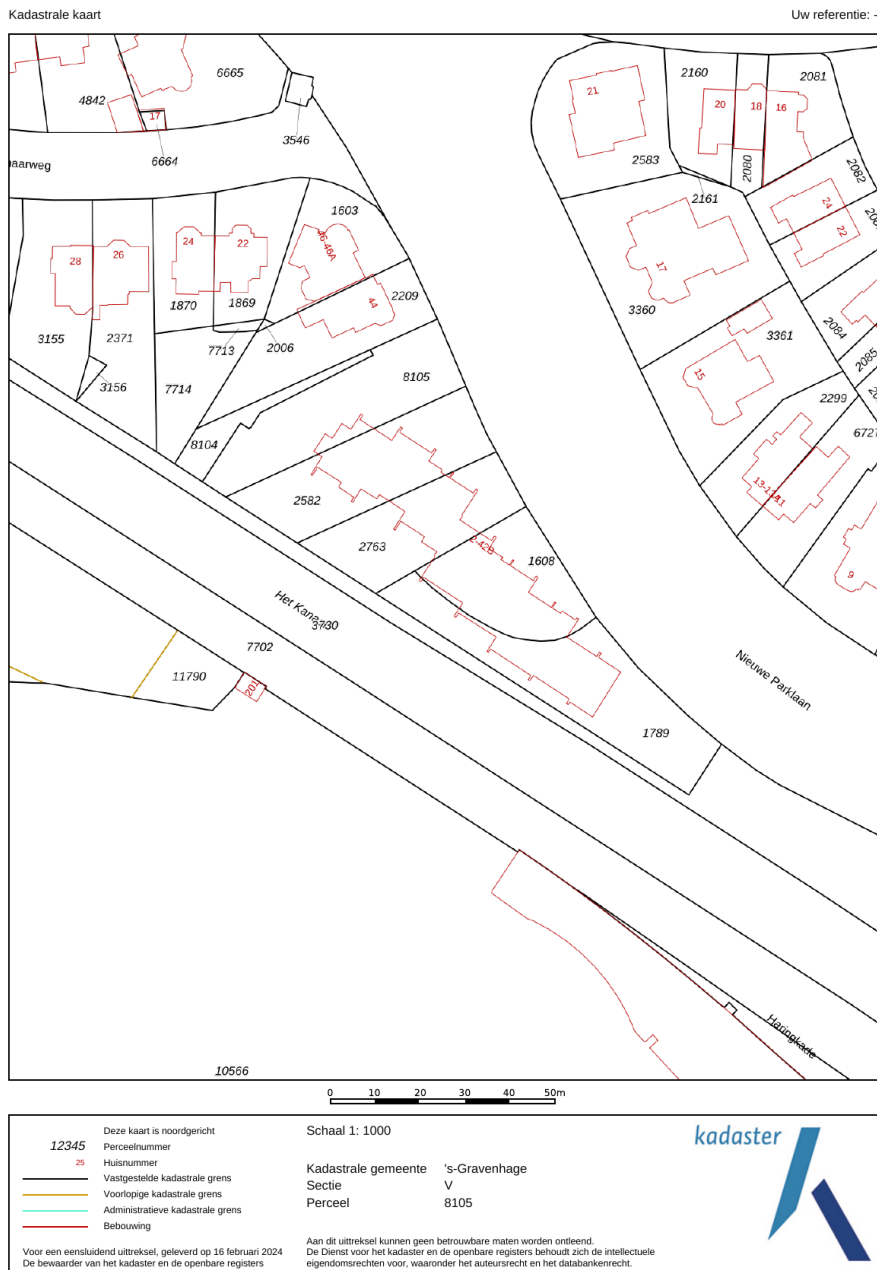 Kadastrale kaart
Uw referentie: -
6665
4842
17
6664
3546
aarweg
21
2160
2081
20
18
16
2583
2080
2082
2161
24
22
1603
46-46A
24
22
28
26
17
3360
44
2209
1870
1869
3155
2371
7713
2006
3361
2084
2085
3156
7714
8105
15
2299
6727
8104
13-13A
11
2582
2763
2-42B
1608
9
Het Kanaal
3730
7702
11790
201
Nieuwe Parklaan
1789
Haringkade
10566
0 10 20 30 40 50m
Deze kaart is noordgericht
12345 Perceelnummer
25 Huisnummer
Vastgestelde kadastrale grens
Voorlopige kadastrale grens
Administratieve kadastrale grens
Bebouwing
Voor een eensluidend uittreksel, geleverd op 16 februari 2024
De bewaarder van het kadaster en de openbare registers
Schaal 1: 1000
Kadastrale gemeente 's-Gravenhage
Sectie V
Perceel 8105
Aan dit uittreksel kunnen geen betrouwbare maten worden ontleend.
De Dienst voor het kadaster en de openbare registers behoudt zich de intellectuele
eigendomsrechten voor, waaronder het auteursrecht en het databankenrecht.
kadaster